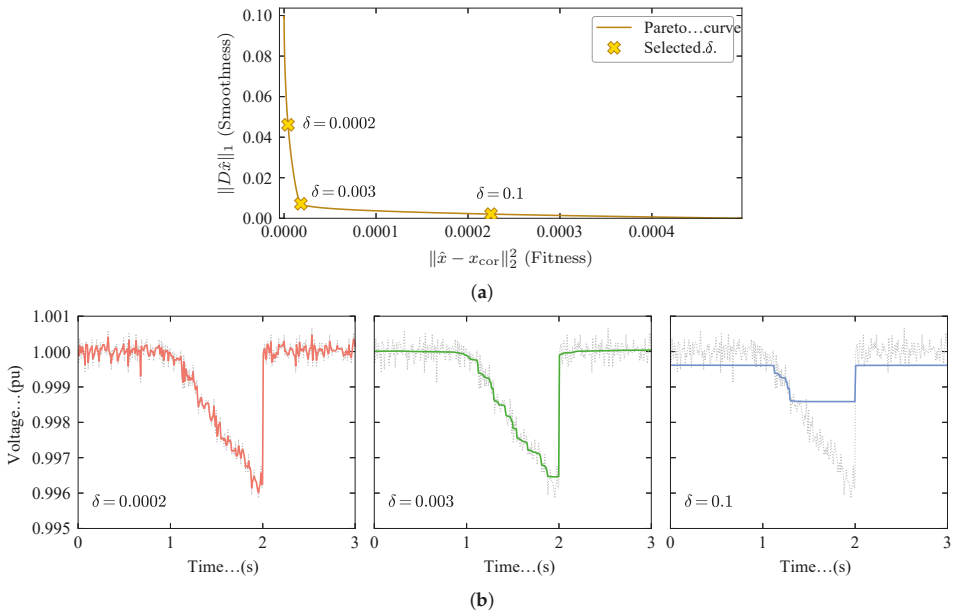 0.10
0.08
0.06
0.04
0.02
0.00
‖Dx̂‖₁ (Smoothness)
Pareto…curve
Selected.δ.
δ = 0.0002
δ = 0.003
δ = 0.1
0.0000 0.0001 0.0002 0.0003 0.0004
‖x̂ − x_cor‖₂² (Fitness)
(a)
1.001
1.000
0.999
0.998
0.997
0.996
0.995
Voltage…(pu)
δ = 0.0002
δ = 0.003
δ = 0.1
0 1 2 3 0 1 2 3 0 1 2 3
Time…(s) Time…(s) Time…(s)
(b)